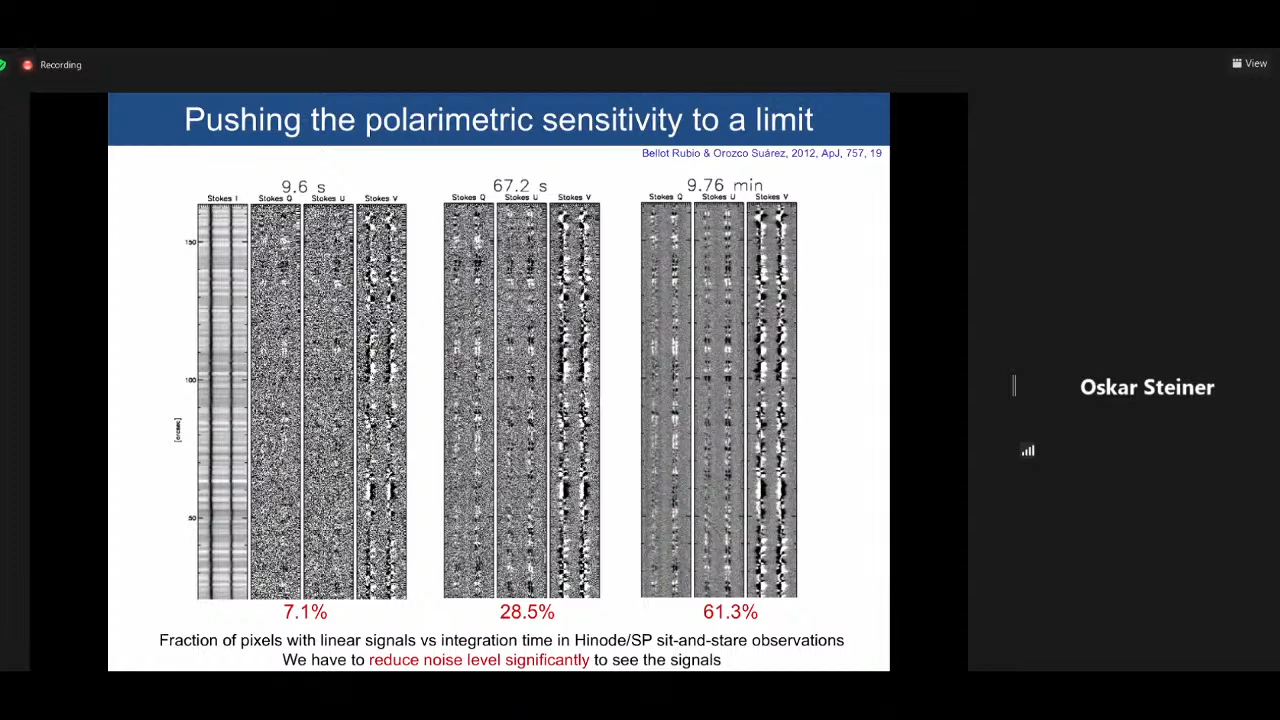 Recording
View
Pushing the polarimetric sensitivity to a limit
Bellot Rubio & Orozco Suárez, 2012, ApJ, 757, 19
9.6 s
67.2 s
9.76 min
Stokes I Stokes Q Stokes U Stokes V
Stokes Q Stokes U Stokes V
Stokes Q Stokes U Stokes V
150
100
[arcsec]
50
7.1%
28.5%
61.3%
Fraction of pixels with linear signals vs integration time in Hinode/SP sit-and-stare observations
We have to reduce noise level significantly to see the signals
Oskar Steiner